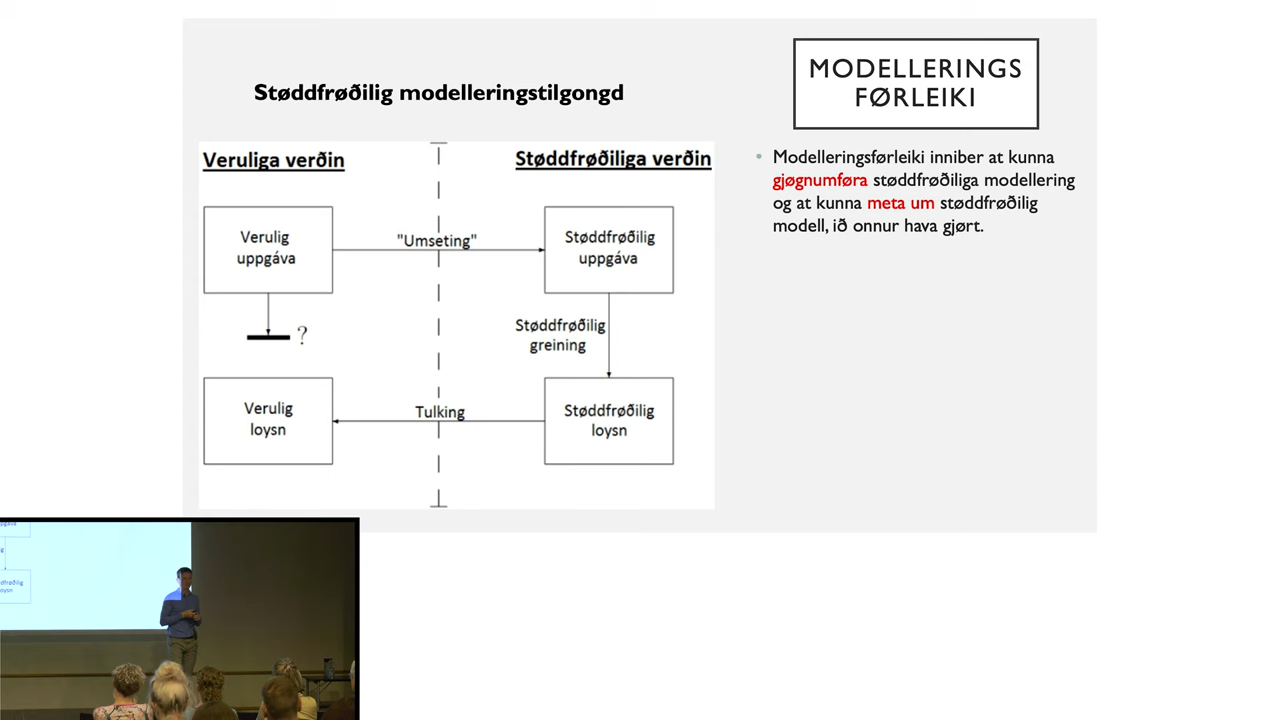 MODELLERINGS
FØRLEIKI
Støddfrøðilig modelleringstilgongd
Veruliga verðin
Støddfrøðiliga verðin
Verulig
uppgáva
"Umseting"
Støddfrøðilig
uppgáva
?
Støddfrøðilig
greining
Verulig
loysn
Tulking
Støddfrøðilig
loysn
• Modelleringsførleiki inniber at kunna
gjøgnumføra støddfrøðiliga modellering
og at kunna meta um støddfrøðilig
modell, ið onnur hava gjørt.